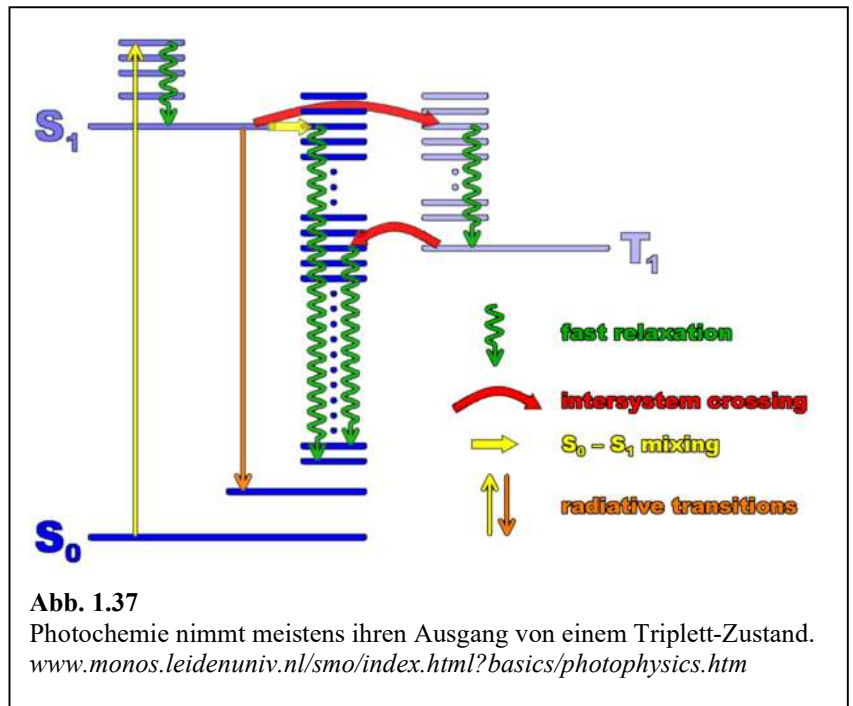 S1
T1
fast relaxation
intersystem crossing
S0 – S1 mixing
radiative transitions
S0
Abb. 1.37
Photochemie nimmt meistens ihren Ausgang von einem Triplett-Zustand.
www.monos.leidenuniv.nl/smo/index.html?basics/photophysics.htm